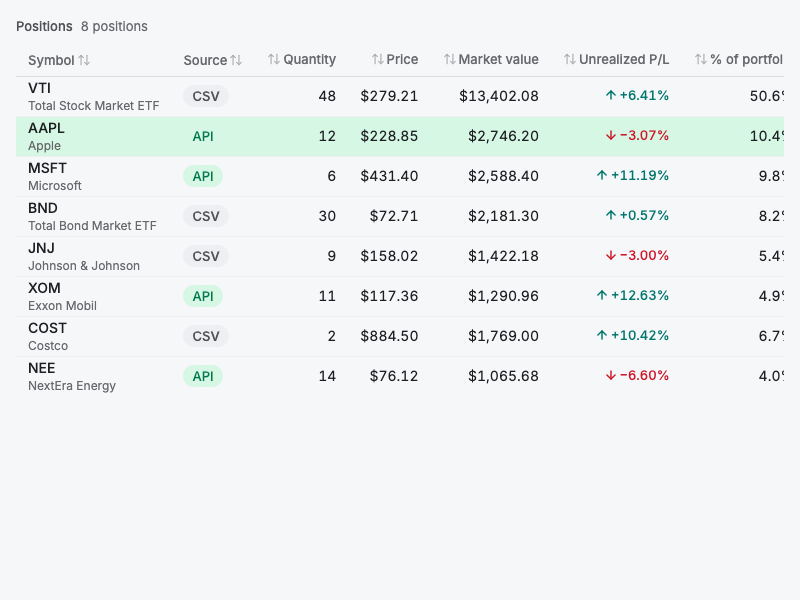 Positions 8 positions
Symbol Source Quantity Price Market value Unrealized P/L % of
VTI
Total Stock Market ETF CSV 48 $279.21 $13,402.08 +6.41% 50.6
AAPL
Apple API 12 $228.85 $2,746.20 −3.07% 10.4
MSFT
Microsoft API 6 $431.40 $2,588.40 +11.19% 9.8
BND
Total Bond Market ETF CSV 30 $72.71 $2,181.30 +0.57% 8.2
JNJ
Johnson & Johnson CSV 9 $158.02 $1,422.18 −3.00% 5.4
XOM
Exxon Mobil API 11 $117.36 $1,290.96 +12.63% 4.9
COST
Costco CSV 2 $884.50 $1,769.00 +10.42% 6.7
NEE
NextEra Energy API 14 $76.12 $1,065.68 −6.60% 4.0